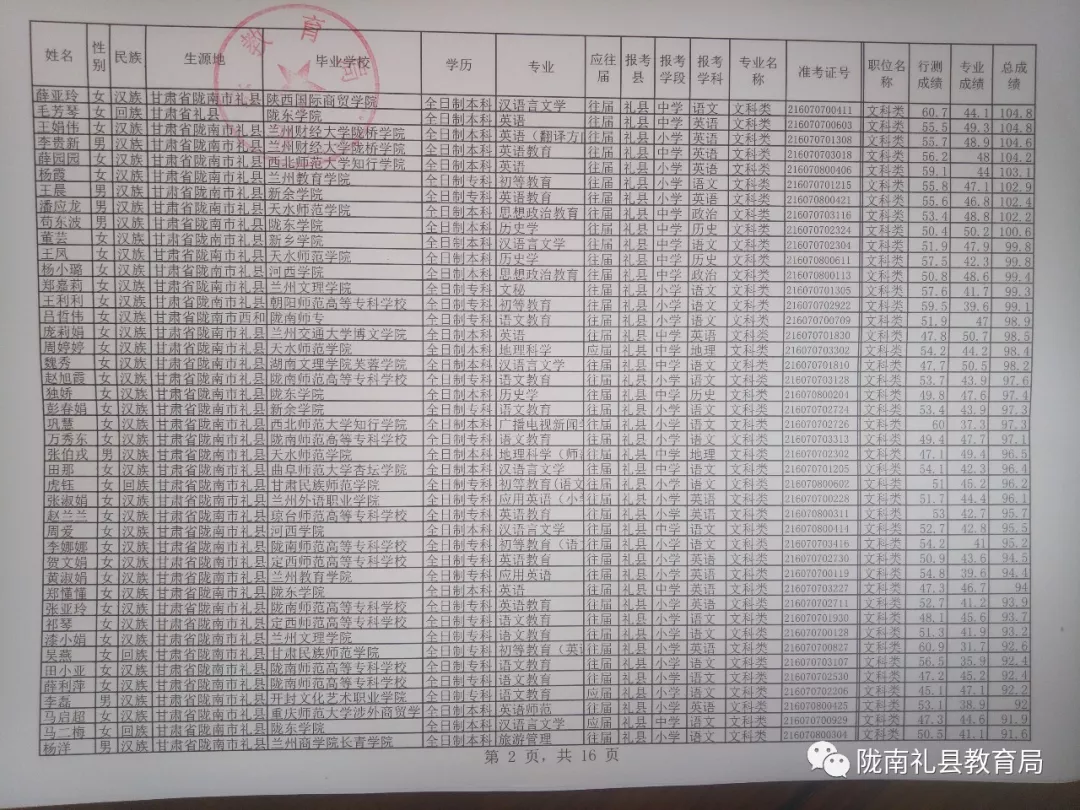 姓名 性别 民族 生源地 毕业学校 学历 专业 应往届 报考县 报考学段 报考学科 专业名称 准考证号 职位名称 行测成绩 专业成绩 总成绩
薛亚玲 女 汉族 甘肃省陇南市礼县 陕西国际商贸学院 全日制本科 汉语言文学 往届 礼县 中学 语文 文科类 216070700411 文科类 60.7 44.1 104.8
毛芳琴 女 回族 甘肃省礼县 陇东学院 全日制本科 英语 往届 礼县 中学 英语 文科类 216070700603 文科类 55.5 49.3 104.8
王娟伟 女 汉族 甘肃省陇南市礼县 兰州财经大学陇桥学院 全日制本科 英语（翻译方向 往届 礼县 小学 英语 文科类 216070701308 文科类 55.7 48.9 104.6
李贵新 男 汉族 甘肃省陇南市礼县 兰州财经大学陇桥学院 全日制本科 英语教育 往届 礼县 中学 英语 文科类 216070703018 文科类 56.2 48 104.2
薛园园 女 汉族 甘肃省陇南市礼县 西北师范大学知行学院 全日制本科 英语 往届 礼县 小学 英语 文科类 216070800406 文科类 59.1 44 103.1
杨霞 女 汉族 甘肃省陇南市礼县 兰州教育学院 全日制专科 初等教育 往届 礼县 小学 语文 文科类 216070701215 文科类 55.8 47.1 102.9
王晨 男 汉族 甘肃省陇南市礼县 新余学院 全日制专科 英语教育 往届 礼县 小学 英语 文科类 216070800421 文科类 55.6 46.8 102.4
潘应龙 男 汉族 甘肃省陇南市礼县 天水师范学院 全日制本科 思想政治教育 往届 礼县 中学 政治 文科类 216070703116 文科类 53.4 48.8 102.2
苟东波 男 汉族 甘肃省陇南市礼县 陇东学院 全日制本科 历史学 往届 礼县 中学 历史 文科类 216070702324 文科类 50.4 50.2 100.6
董芸 女 汉族 甘肃省陇南市礼县 新乡学院 全日制本科 汉语言文学 往届 礼县 中学 语文 文科类 216070702304 文科类 51.9 47.9 99.8
王凤 女 汉族 甘肃省陇南市礼县 天水师范学院 全日制本科 历史学 往届 礼县 中学 历史 文科类 216070800611 文科类 57.5 42.3 99.8
杨小璐 女 汉族 甘肃省陇南市礼县 河西学院 全日制本科 思想政治教育 往届 礼县 中学 政治 文科类 216070800113 文科类 50.8 48.6 99.4
郑嘉莉 女 汉族 甘肃省陇南市礼县 兰州文理学院 全日制专科 文秘 往届 礼县 小学 语文 文科类 216070701305 文科类 57.6 41.7 99.3
王利利 女 汉族 甘肃省陇南市礼县 朝阳师范高等专科学校 全日制专科 初等教育 往届 礼县 小学 语文 文科类 216070702922 文科类 59.5 39.6 99.1
吕哲伟 女 汉族 甘肃省陇南市西和 陇南师专 全日制专科 语文教育 往届 礼县 小学 语文 文科类 216070700709 文科类 51.9 47 98.9
庞莉娟 女 汉族 甘肃省陇南市礼县 兰州交通大学博文学院 全日制本科 英语 往届 礼县 中学 英语 文科类 216070701830 文科类 47.8 50.7 98.5
周婷婷 女 汉族 甘肃省陇南市礼县 天水师范学院 全日制本科 地理科学 应届 礼县 中学 地理 文科类 216070703302 文科类 54.2 44.2 98.4
魏秀 女 汉族 甘肃省陇南市礼县 湖南文理学院芙蓉学院 全日制本科 汉语言文学 往届 礼县 中学 语文 文科类 216070701810 文科类 47.7 50.5 98.2
赵旭霞 女 汉族 甘肃省陇南市礼县 陇南师范高等专科学校 全日制专科 语文教育 往届 礼县 小学 语文 文科类 216070703128 文科类 53.7 43.9 97.6
独娇 女 汉族 甘肃省陇南市礼县 陇东学院 全日制本科 历史学 往届 礼县 中学 历史 文科类 216070800204 文科类 49.8 47.6 97.4
彭春娟 女 汉族 甘肃省陇南市礼县 新余学院 全日制专科 语文教育 往届 礼县 小学 语文 文科类 216070702724 文科类 53.4 43.9 97.3
巩慧 女 汉族 甘肃省陇南市礼县 西北师范大学知行学院 全日制本科 广播电视新闻学 往届 礼县 小学 语文 文科类 216070702726 文科类 60 37.3 97.3
万秀东 女 汉族 甘肃省陇南市礼县 陇南师范高等专科学校 全日制专科 语文教育 往届 礼县 小学 语文 文科类 216070703313 文科类 49.4 47.7 97.1
张伯戎 男 汉族 甘肃省陇南市礼县 天水师范学院 全日制本科 地理科学（师范 往届 礼县 中学 地理 文科类 216070702302 文科类 47.1 49.4 96.5
田那 女 汉族 甘肃省陇南市礼县 曲阜师范大学杏坛学院 全日制本科 汉语言文学 往届 礼县 中学 语文 文科类 216070701205 文科类 54.1 42.3 96.4
虎钰 女 回族 甘肃省陇南市礼县 甘肃民族师范学院 全日制专科 初等教育(语文 往届 礼县 小学 语文 文科类 216070800602 文科类 51 45.2 96.2
张淑娟 女 汉族 甘肃省陇南市礼县 兰州外语职业学院 全日制专科 应用英语（小学 往届 礼县 小学 英语 文科类 216070700228 文科类 51.7 44.4 96.1
赵兰兰 女 汉族 甘肃省陇南市礼县 琼台师范高等专科学校 全日制专科 英语教育 往届 礼县 小学 英语 文科类 216070800311 文科类 53 42.7 95.7
周爱 女 汉族 甘肃省陇南市礼县 河西学院 全日制本科 汉语言文学 往届 礼县 中学 语文 文科类 216070800414 文科类 52.7 42.8 95.5
李娜娜 女 汉族 甘肃省陇南市礼县 陇南师范高等专科学校 全日制专科 初等教育（语文 往届 礼县 小学 语文 文科类 216070703416 文科类 54.2 41 95.2
贺文娟 女 汉族 甘肃省陇南市礼县 定西师范高等专科学校 全日制专科 英语教育 往届 礼县 小学 英语 文科类 216070702730 文科类 50.9 43.6 94.5
黄淑娟 女 汉族 甘肃省陇南市礼县 兰州教育学院 全日制专科 应用英语 往届 礼县 小学 英语 文科类 216070700119 文科类 54.8 39.6 94.4
郑懂懂 女 汉族 甘肃省陇南市礼县 陇东学院 全日制本科 英语 往届 礼县 中学 英语 文科类 216070703227 文科类 47.3 46.7 94
张亚玲 女 汉族 甘肃省陇南市礼县 陇南师范高等专科学校 全日制专科 英语教育 往届 礼县 小学 英语 文科类 216070702711 文科类 52.7 41.2 93.9
祁琴 女 汉族 甘肃省陇南市礼县 定西师范高等专科学校 全日制专科 语文教育 往届 礼县 小学 语文 文科类 216070701930 文科类 48.1 45.6 93.7
漆小娟 女 汉族 甘肃省陇南市礼县 兰州文理学院 全日制专科 语文教育 往届 礼县 小学 语文 文科类 216070700128 文科类 51.3 41.9 93.2
吴燕 女 回族 甘肃省陇南市礼县 甘肃民族师范学院 全日制专科 初等教育（英语 往届 礼县 小学 英语 文科类 216070700827 文科类 60.9 31.7 92.6
田小亚 女 汉族 甘肃省陇南市礼县 陇南师范高等专科学校 全日制专科 语文教育 往届 礼县 小学 语文 文科类 216070703107 文科类 56.5 35.9 92.4
薛利萍 女 汉族 甘肃省陇南市礼县 陇南师范高等专科学校 全日制专科 语文教育 往届 礼县 小学 语文 文科类 216070702530 文科类 47.2 45.2 92.4
李磊 男 汉族 甘肃省陇南市礼县 开封文化艺术职业学院 全日制专科 语文教育 应届 礼县 小学 语文 文科类 216070702206 文科类 45.1 47.1 92.2
马启超 女 汉族 甘肃省陇南市礼县 重庆师范大学涉外商贸学 全日制本科 英语师范 往届 礼县 小学 英语 文科类 216070800425 文科类 53.1 38.9 92
马二梅 女 回族 甘肃省陇南市礼县 陇东学院 全日制本科 汉语言文学 应届 礼县 中学 语文 文科类 216070700929 文科类 47.3 44.6 91.9
杨洋 男 汉族 甘肃省陇南市礼县 兰州商学院长青学院 全日制本科 旅游管理 往届 礼县 小学 语文 文科类 216070800304 文科类 50.5 41.1 91.6
第 2 页，共 16 页
陇南礼县教育局